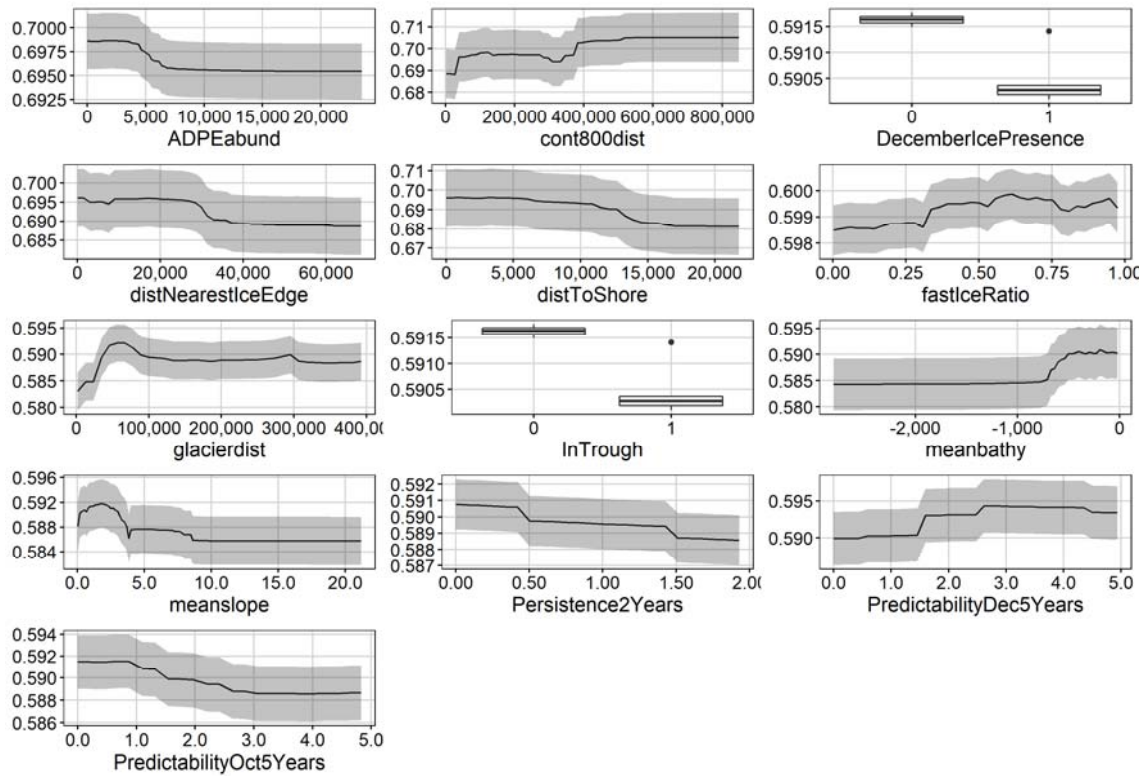 0.7000
0.6975
0.6950
0.6925
0 5,000 10,000 15,000 20,000
ADPEabund
0.71
0.70
0.69
0.68
0 200,000 400,000 600,000 800,000
cont800dist
0.5915
0.5910
0.5905
0 1
DecemberIcePresence
0.700
0.695
0.690
0.685
0 20,000 40,000 60,000
distNearestIceEdge
0.71
0.70
0.69
0.68
0.67
0 5,000 10,000 15,000 20,000
distToShore
0.600
0.599
0.598
0.00 0.25 0.50 0.75 1.00
fastIceRatio
0.595
0.590
0.585
0.580
0 100,000 200,000 300,000 400,000
glacierdist
0.5915
0.5910
0.5905
0 1
InTrough
0.595
0.590
0.585
0.580
-2,000 -1,000 0
meanbathy
0.596
0.592
0.588
0.584
0.0 5.0 10.0 15.0 20.0
meanslope
0.592
0.591
0.590
0.589
0.588
0.587
0.00 0.50 1.00 1.50 2.00
Persistence2Years
0.595
0.590
0.0 1.0 2.0 3.0 4.0 5.0
PredictabilityDec5Years
0.594
0.592
0.590
0.588
0.586
0.0 1.0 2.0 3.0 4.0 5.0
PredictabilityOct5Years